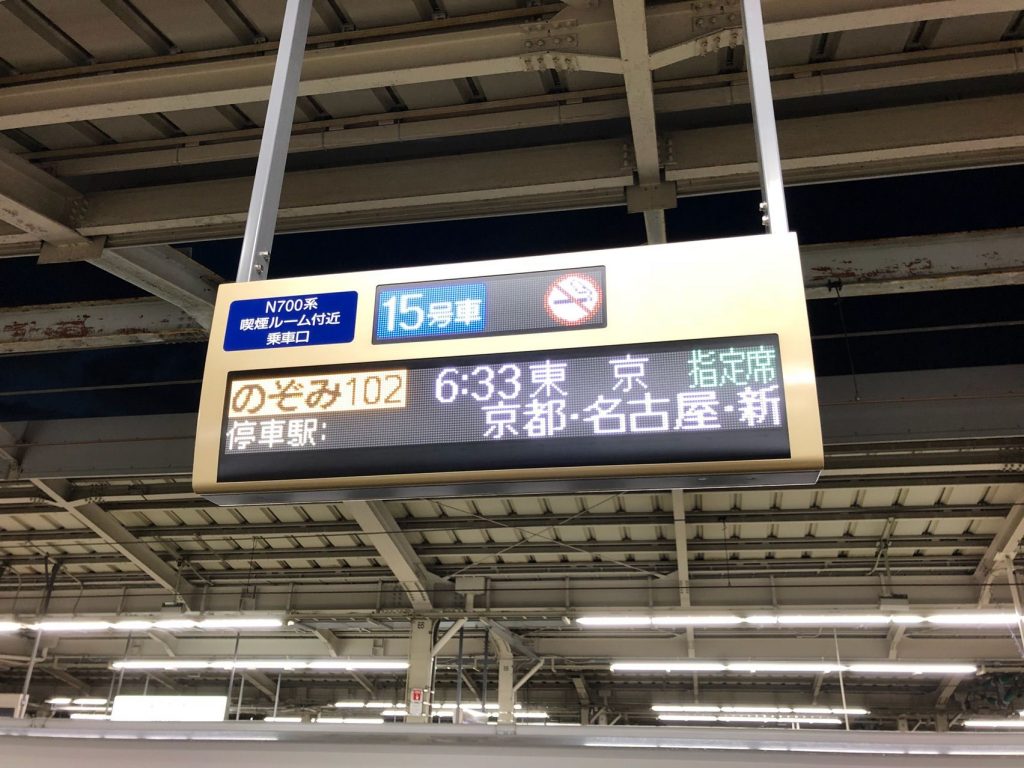 N700系
喫煙ルーム付近
乗車口
15号車
のぞみ102 6:33 東京 指定席
停車駅: 京都・名古屋・新